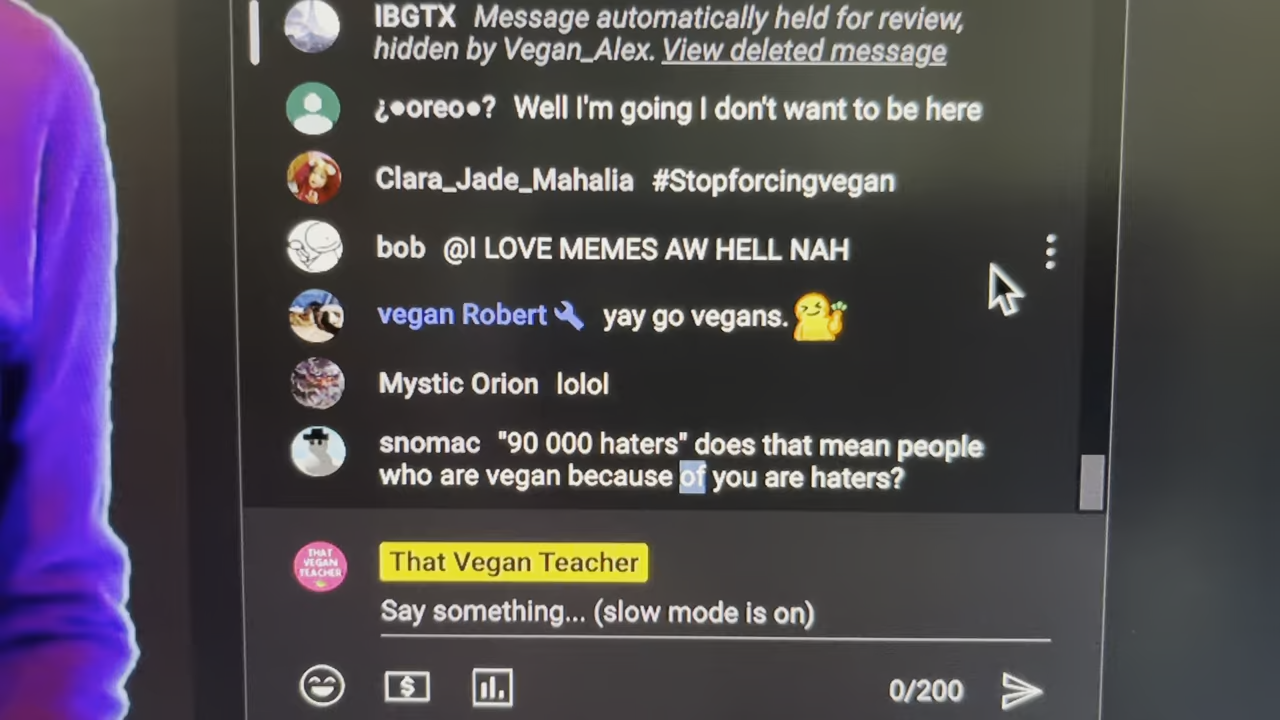 IBGTX Message automatically held for review,
hidden by Vegan_Alex. View deleted message
¿●oreo●? Well I'm going I don't want to be here
Clara_Jade_Mahalia #Stopforcingvegan
bob @I LOVE MEMES AW HELL NAH
vegan Robert yay go vegans.
Mystic Orion lolol
snomac "90 000 haters" does that mean people
who are vegan because of you are haters?
THAT
VEGAN
TEACHER
That Vegan Teacher
Say something... (slow mode is on)
$
0/200